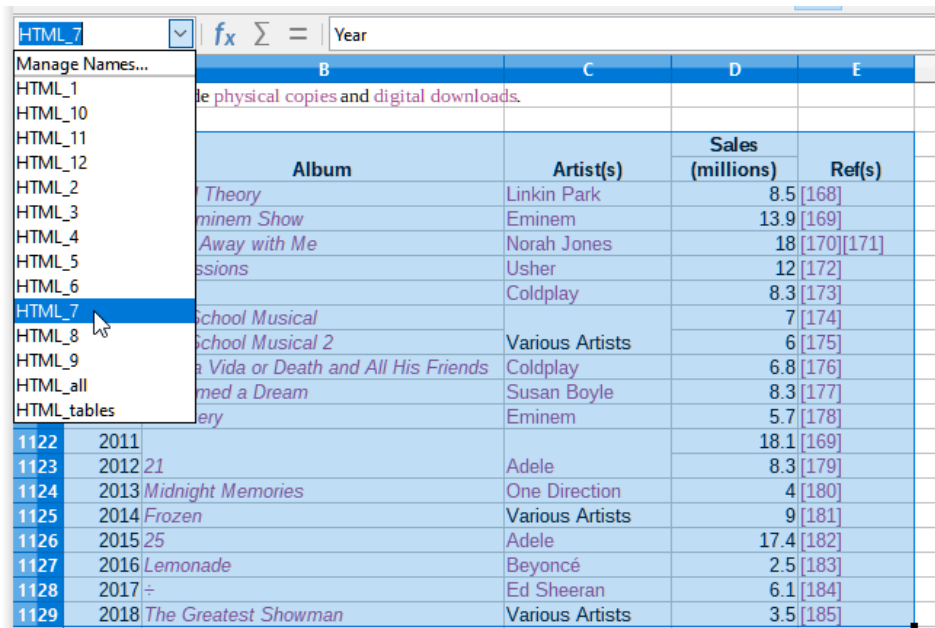 HTML_7 fx Σ = Year
Manage Names... B C D E
HTML_1 de physical copies and digital downloads.
HTML_10
HTML_11 Sales
HTML_12 Album Artist(s) (millions) Ref(s)
HTML_2 Theory Linkin Park 8.5 [168]
HTML_3 minem Show Eminem 13.9 [169]
HTML_4 Away with Me Norah Jones 18 [170][171]
HTML_5 ssions Usher 12 [172]
HTML_6 Coldplay 8.3 [173]
HTML_7 School Musical 7 [174]
HTML_8 School Musical 2 Various Artists 6 [175]
HTML_9 a Vida or Death and All His Friends Coldplay 6.8 [176]
HTML_all med a Dream Susan Boyle 8.3 [177]
HTML_tables ery Eminem 5.7 [178]
1122 2011 18.1 [169]
1123 2012 21 Adele 8.3 [179]
1124 2013 Midnight Memories One Direction 4 [180]
1125 2014 Frozen Various Artists 9 [181]
1126 2015 25 Adele 17.4 [182]
1127 2016 Lemonade Beyoncé 2.5 [183]
1128 2017 ÷ Ed Sheeran 6.1 [184]
1129 2018 The Greatest Showman Various Artists 3.5 [185]